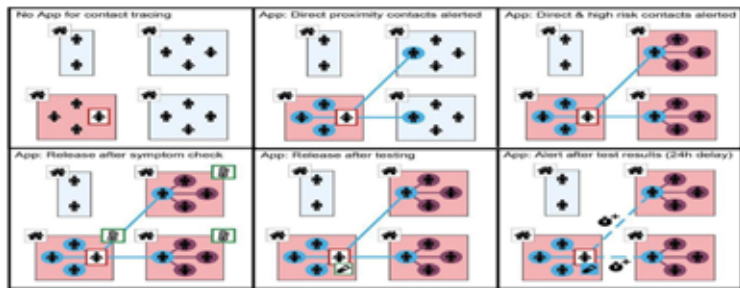 No App for contact tracing
App: Direct proximity contacts alerted
App: Direct & high risk contacts alerted
App: Release after symptom check
App: Release after testing
App: Alert after test results (24h delay)